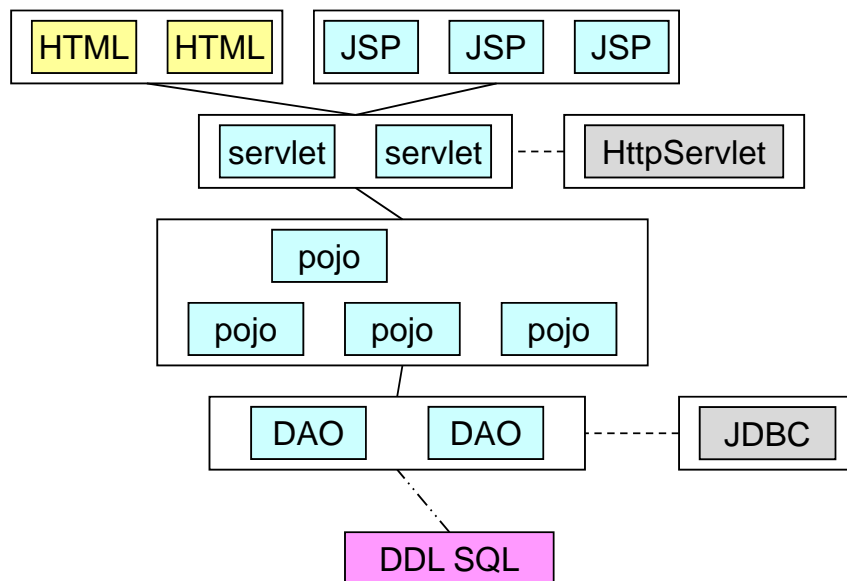 HTML HTML JSP JSP JSP
servlet servlet HttpServlet
pojo
pojo pojo pojo
DAO DAO JDBC
DDL SQL